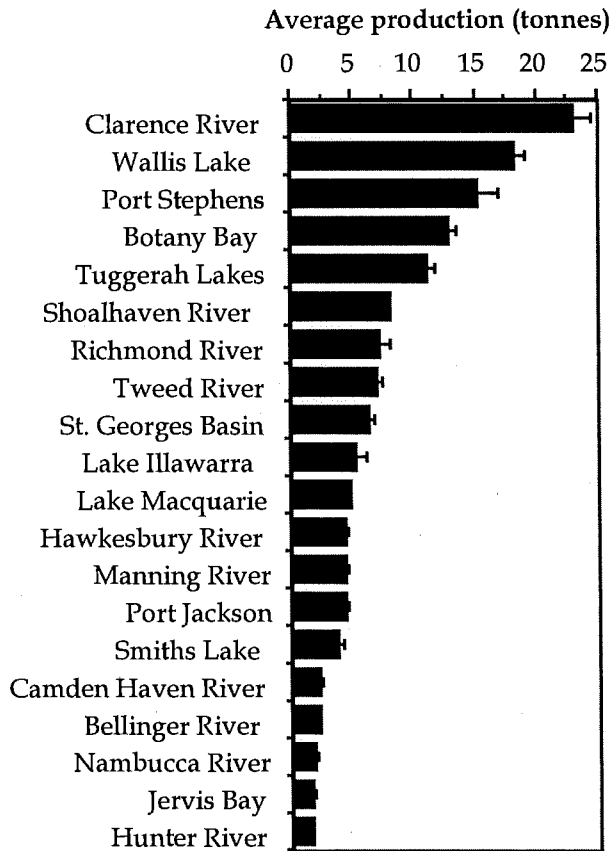 Average production (tonnes)
0 5 10 15 20 25
Clarence River
Wallis Lake
Port Stephens
Botany Bay
Tuggerah Lakes
Shoalhaven River
Richmond River
Tweed River
St. Georges Basin
Lake Illawarra
Lake Macquarie
Hawkesbury River
Manning River
Port Jackson
Smiths Lake
Camden Haven River
Bellinger River
Nambucca River
Jervis Bay
Hunter River